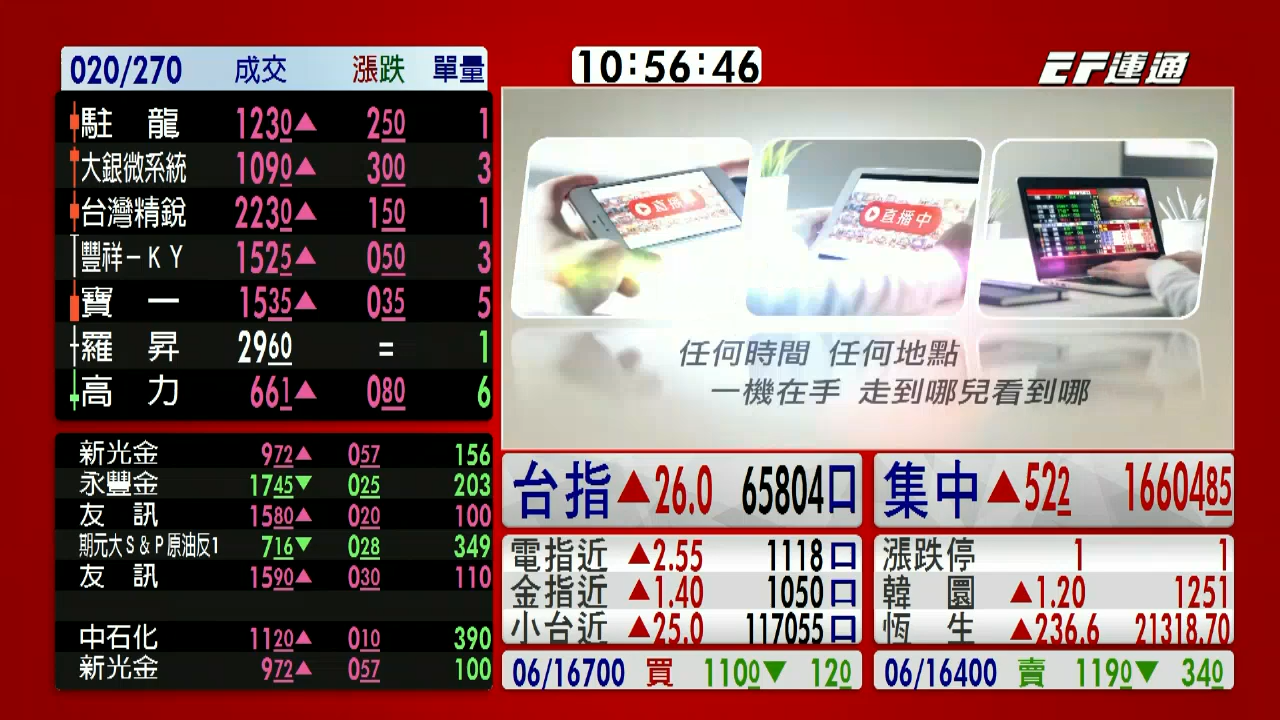 020/270 成交 漲跌 單量
10:56:46
EF運通
駐 龍 1230▲ 250 1
大銀微系統 1090▲ 300 3
台灣精銳 2230▲ 150 1
豐祥－ＫＹ 1525▲ 050 3
寶 一 1535▲ 035 5
羅 昇 2960 = 1
高 力 661▲ 080 6
直播
直播中
任何時間 任何地點
一機在手 走到哪兒看到哪
新光金 972▲ 057 156
永豐金 1745▼ 025 203
友 訊 1580▲ 020 100
期元大S&P原油反1 716▼ 028 349
友 訊 1590▲ 030 110
中石化 1120▲ 010 390
新光金 972▲ 057 100
台指▲26.0 65804口
集中▲522 1660485
電指近 ▲2.55 1118口
金指近 ▲1.40 1050口
小台近 ▲25.0 117055口
漲跌停 1 1
韓 圜 ▲1.20 1251
恆 生 ▲236.6 21318.70
06/16700 買 1100▼ 120
06/16400 賣 1190▼ 340